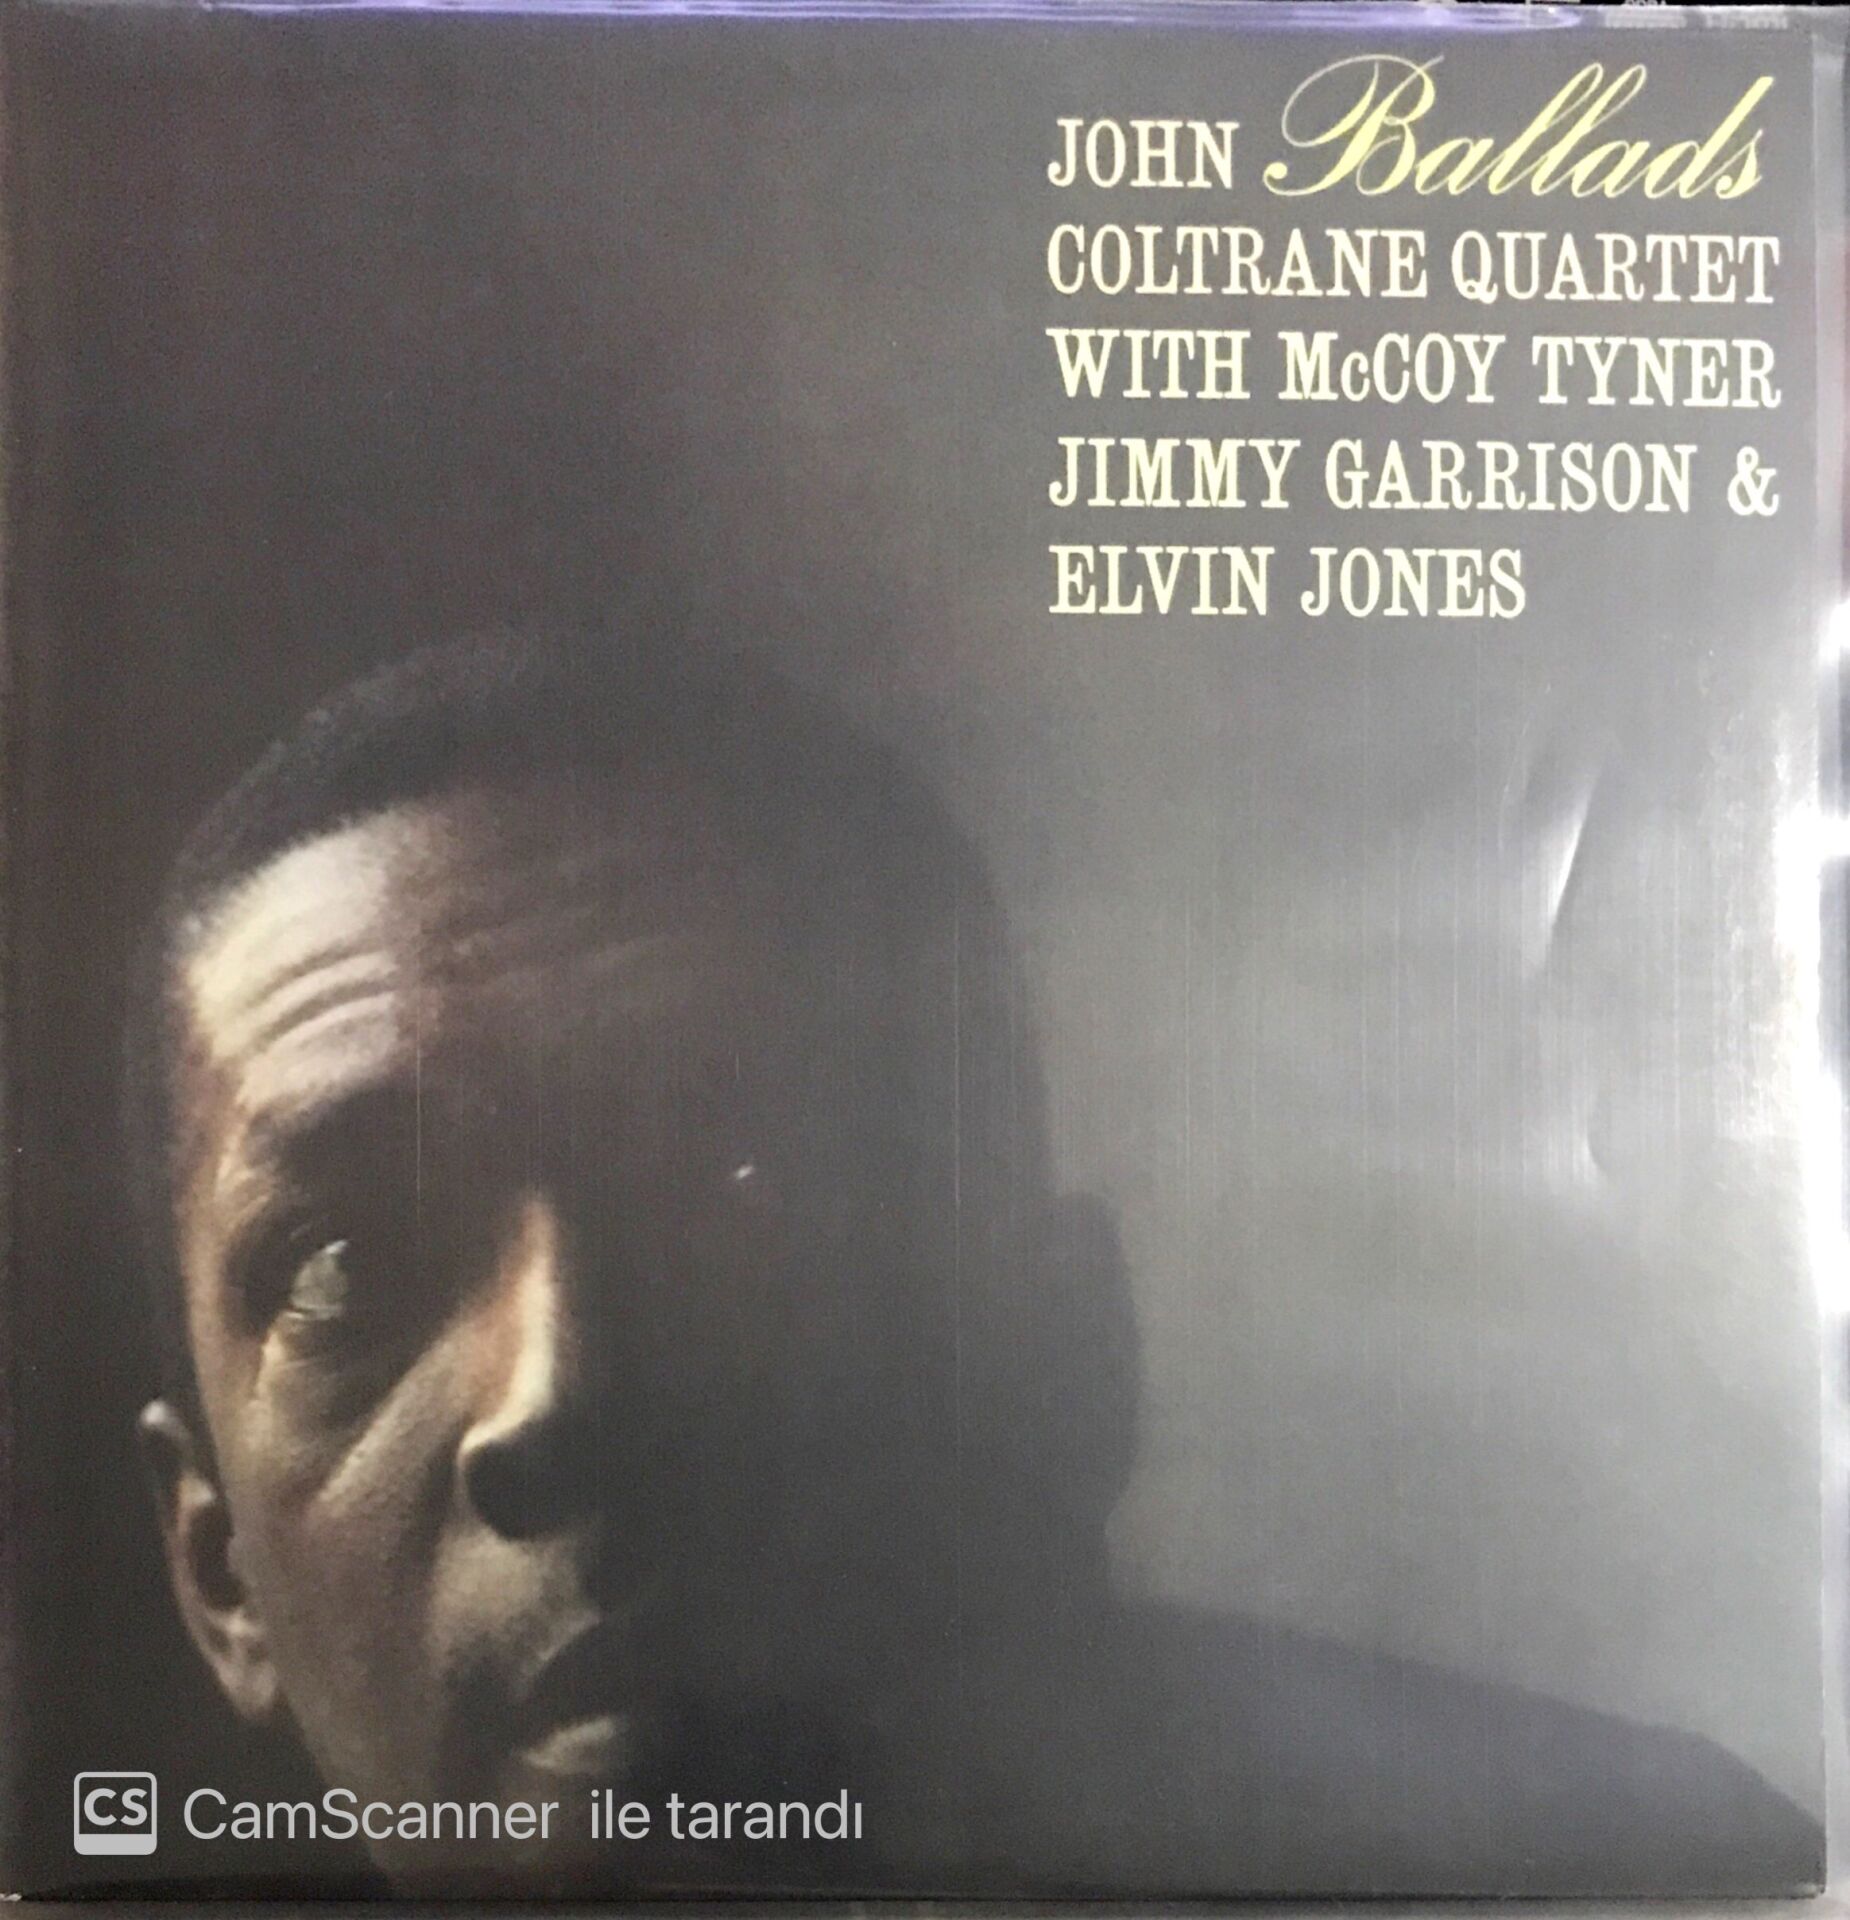 JOHN Ballads
COLTRANE QUARTET
WITH McCOY TYNER
JIMMY GARRISON &
ELVIN JONES
CS CamScanner ile tarandı